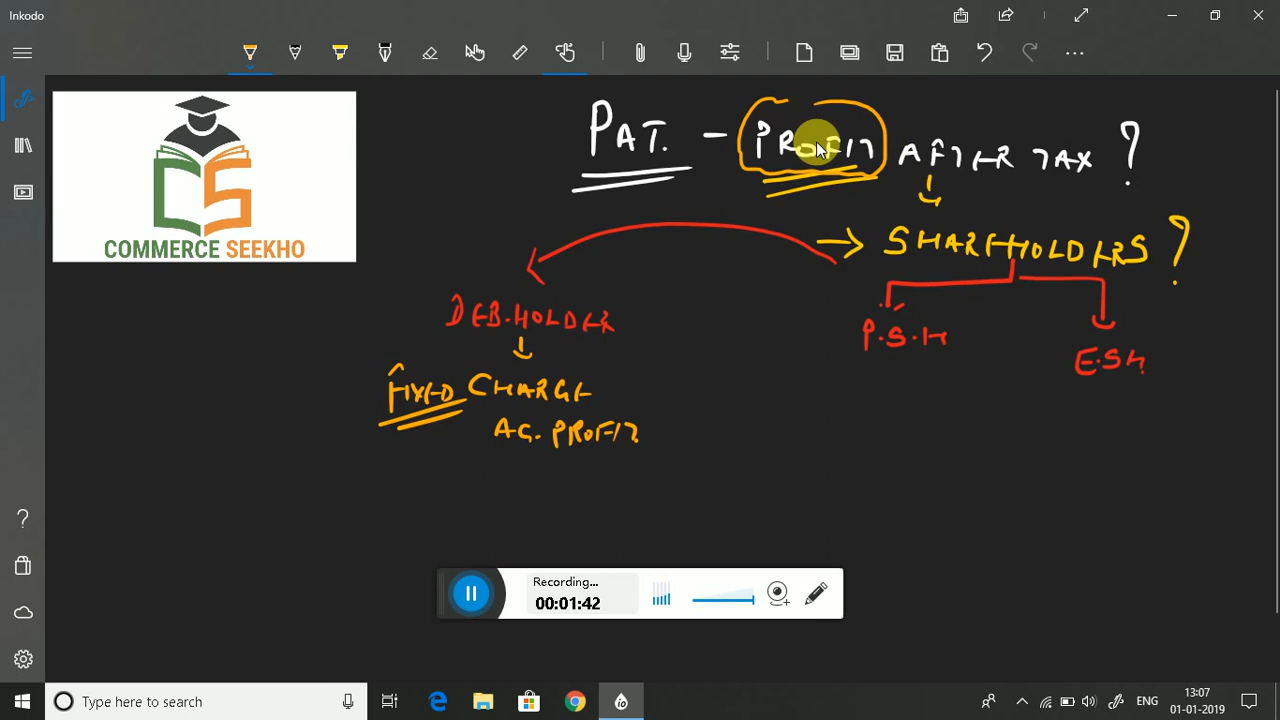 Inkodo
PAT. - PROFIT AFTER TAX ?
COMMERCE SEEKHO
→ SHAREHOLDERS ?
DEB.HOLDER
P.S.H
E.SH
FIXED CHARGE
AG. PROFIT
Recording...
00:01:42
Type here to search
ENG
13:07
01-01-2019